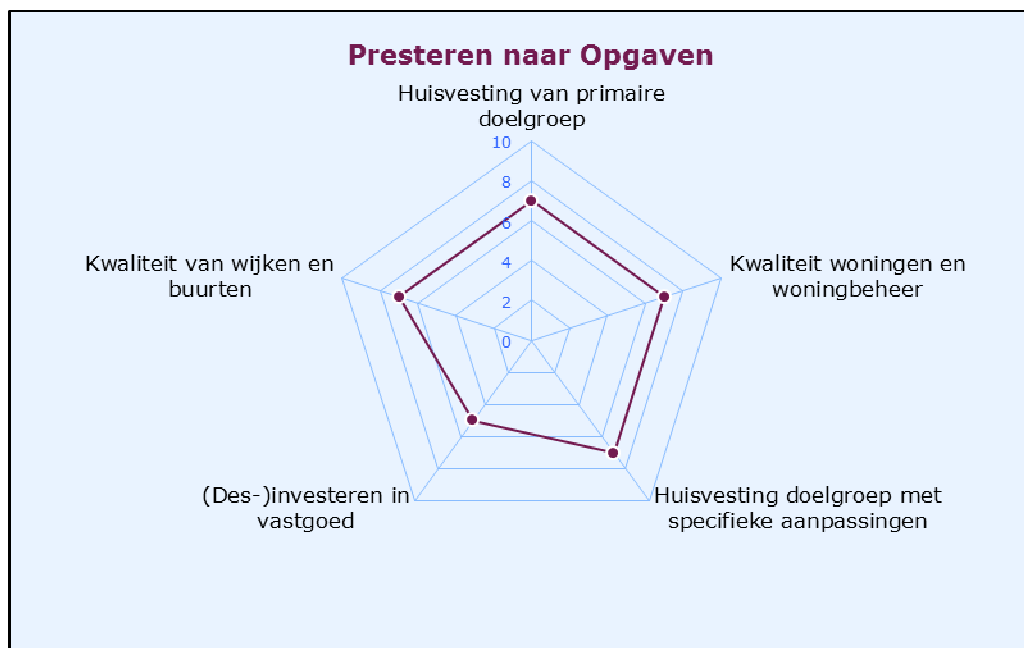 Presteren naar Opgaven
Huisvesting van primaire
doelgroep
10
8
6
4
2
0
Kwaliteit van wijken en
buurten
Kwaliteit woningen en
woningbeheer
(Des-)investeren in
vastgoed
Huisvesting doelgroep met
specifieke aanpassingen